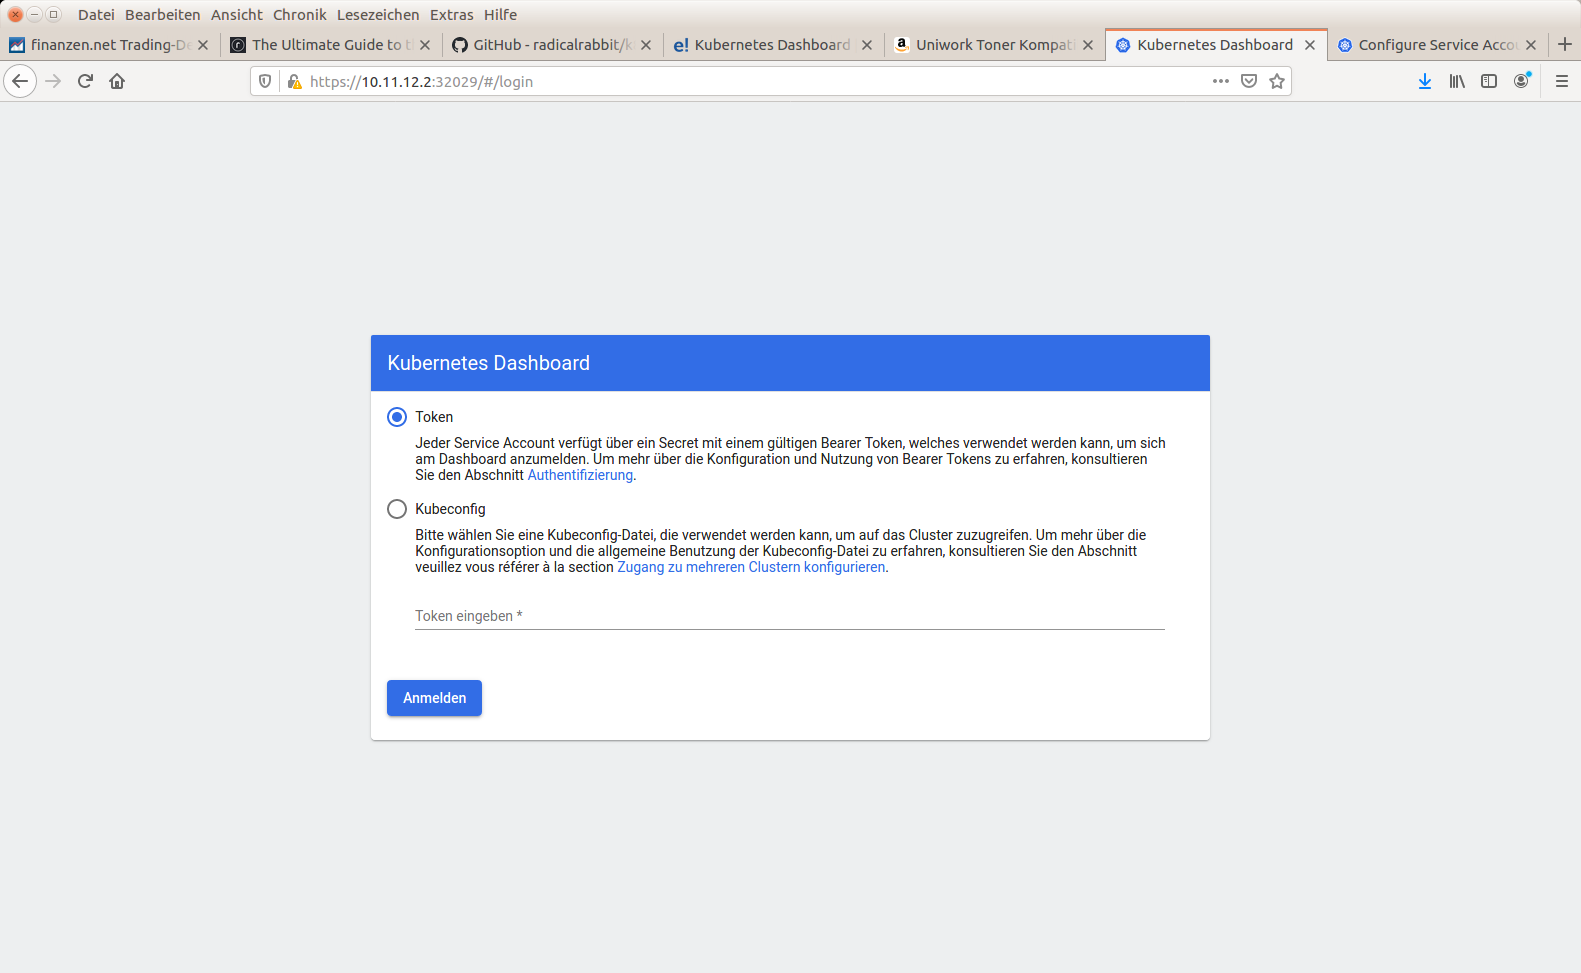 Datei Bearbeiten Ansicht Chronik Lesezeichen Extras Hilfe
finanzen.net Trading-De
The Ultimate Guide to t
GitHub - radicalrabbit/k
e! Kubernetes Dashboard
Uniwork Toner Kompati
Kubernetes Dashboard
Configure Service Acco
https://10.11.12.2:32029/#/login
Kubernetes Dashboard
Token
Jeder Service Account verfügt über ein Secret mit einem gültigen Bearer Token, welches verwendet werden kann, um sich
am Dashboard anzumelden. Um mehr über die Konfiguration und Nutzung von Bearer Tokens zu erfahren, konsultieren
Sie den Abschnitt Authentifizierung.
Kubeconfig
Bitte wählen Sie eine Kubeconfig-Datei, die verwendet werden kann, um auf das Cluster zuzugreifen. Um mehr über die
Konfigurationsoption und die allgemeine Benutzung der Kubeconfig-Datei zu erfahren, konsultieren Sie den Abschnitt
veuillez vous référer à la section Zugang zu mehreren Clustern konfigurieren.
Token eingeben *
Anmelden